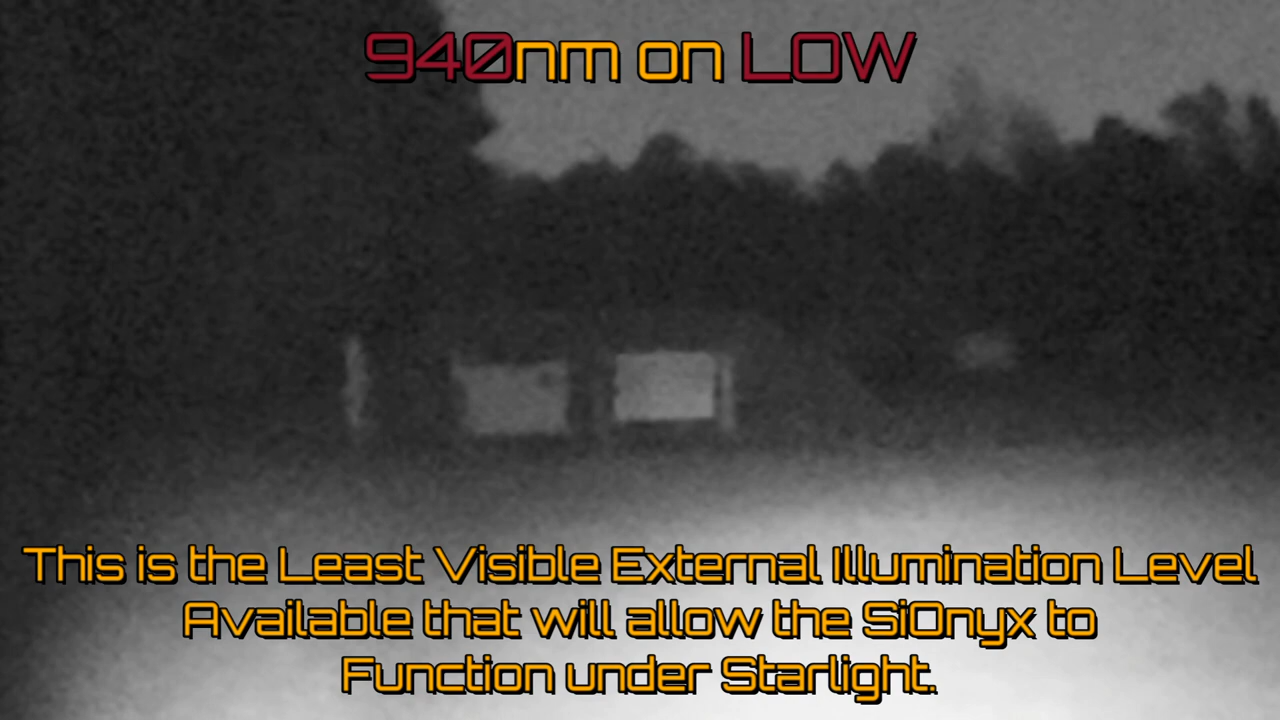 940nm on LOW
This is the Least Visible External Illumination Level
Available that will allow the SiOnyx to
Function under Starlight.